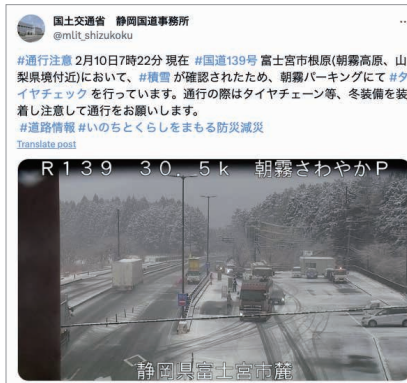 国土交通省　静岡国道事務所
@mlit_shizukoku
#通行注意 2月10日7時22分 現在 #国道139号 富士宮市根原(朝霧高原、山
梨県境付近)において、#積雪 が確認されたため、朝霧パーキングにて #タ
イヤチェック を行っています。通行の際はタイヤチェーン等、冬装備を装
着し注意して通行をお願いします。
#道路情報 #いのちとくらしをまもる防災減災
Translate post
R139 30.5k 朝霧さわやかP
静岡県富士宮市麓